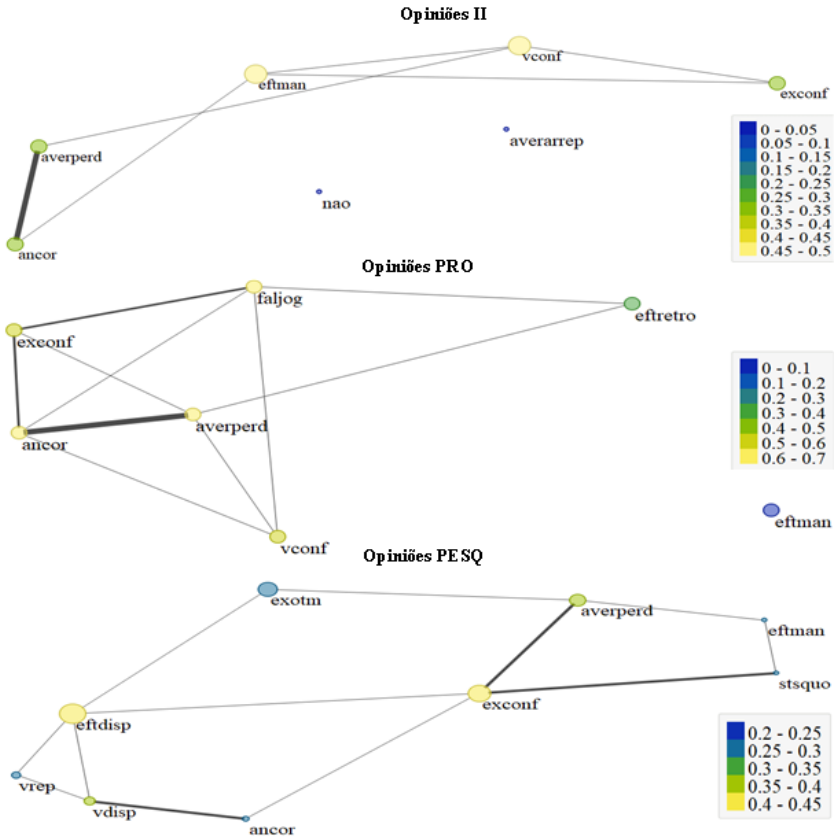 Opiniões II
vconf
eftman
exconf
averarrep
averperd
nao
ancor
0 - 0.05
0.05 - 0.1
0.1 - 0.15
0.15 - 0.2
0.2 - 0.25
0.25 - 0.3
0.3 - 0.35
0.35 - 0.4
0.4 - 0.45
0.45 - 0.5
Opiniões PRO
faljog
eftretro
exconf
averperd
ancor
vconf
eftman
0 - 0.1
0.1 - 0.2
0.2 - 0.3
0.3 - 0.4
0.4 - 0.5
0.5 - 0.6
0.6 - 0.7
Opiniões PESQ
exotm
averperd
eftman
stsquo
exconf
eftdisp
vrep
vdisp
ancor
0.2 - 0.25
0.25 - 0.3
0.3 - 0.35
0.35 - 0.4
0.4 - 0.45